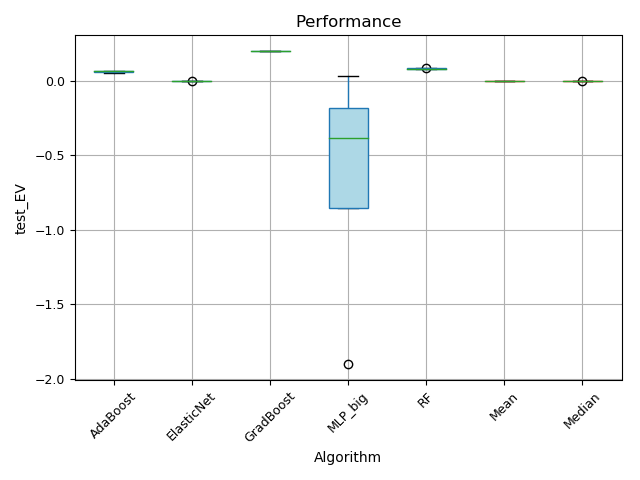 Performance
test_EV
0.0
−0.5
−1.0
−1.5
−2.0
AdaBoost
ElasticNet
GradBoost
MLP_big
RF
Mean
Median
Algorithm